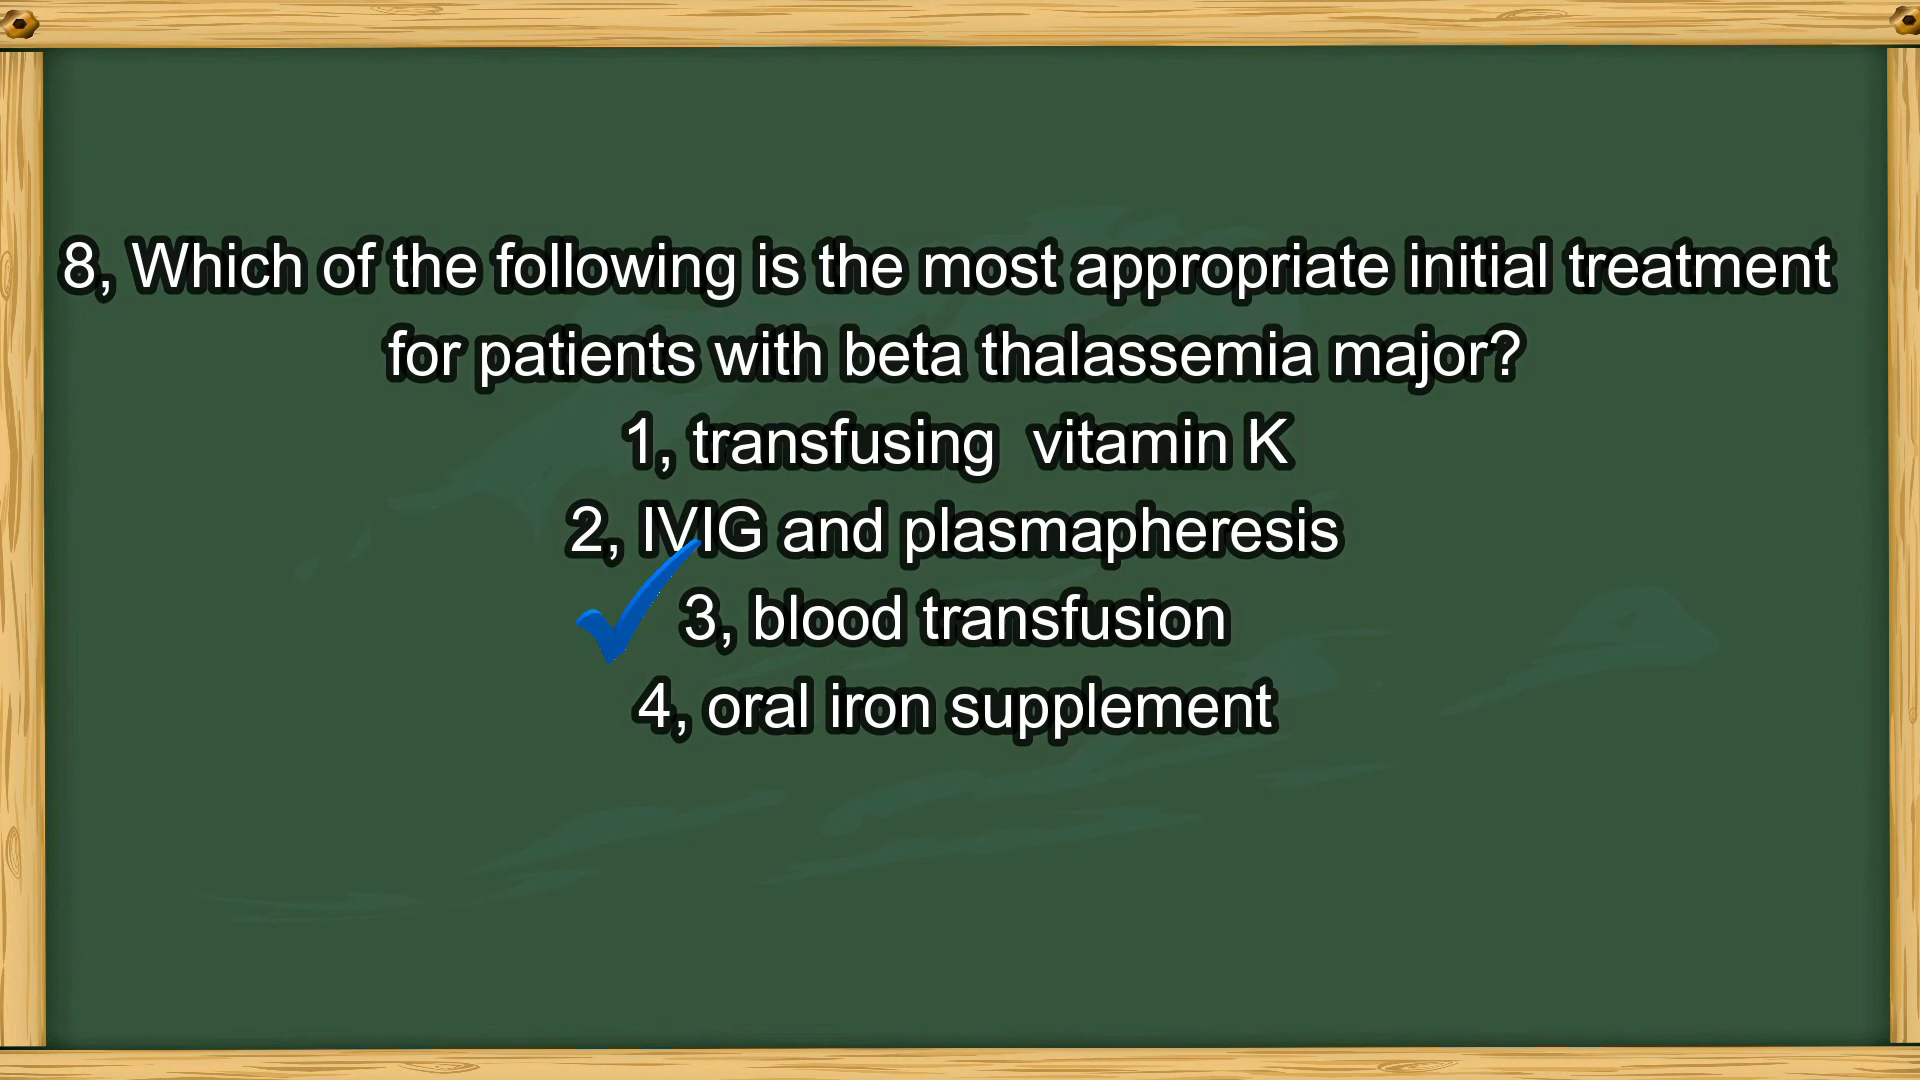 8, Which of the following is the most appropriate initial treatment
for patients with beta thalassemia major?
1, transfusing  vitamin K
2, IVIG and plasmapheresis
3, blood transfusion
4, oral iron supplement